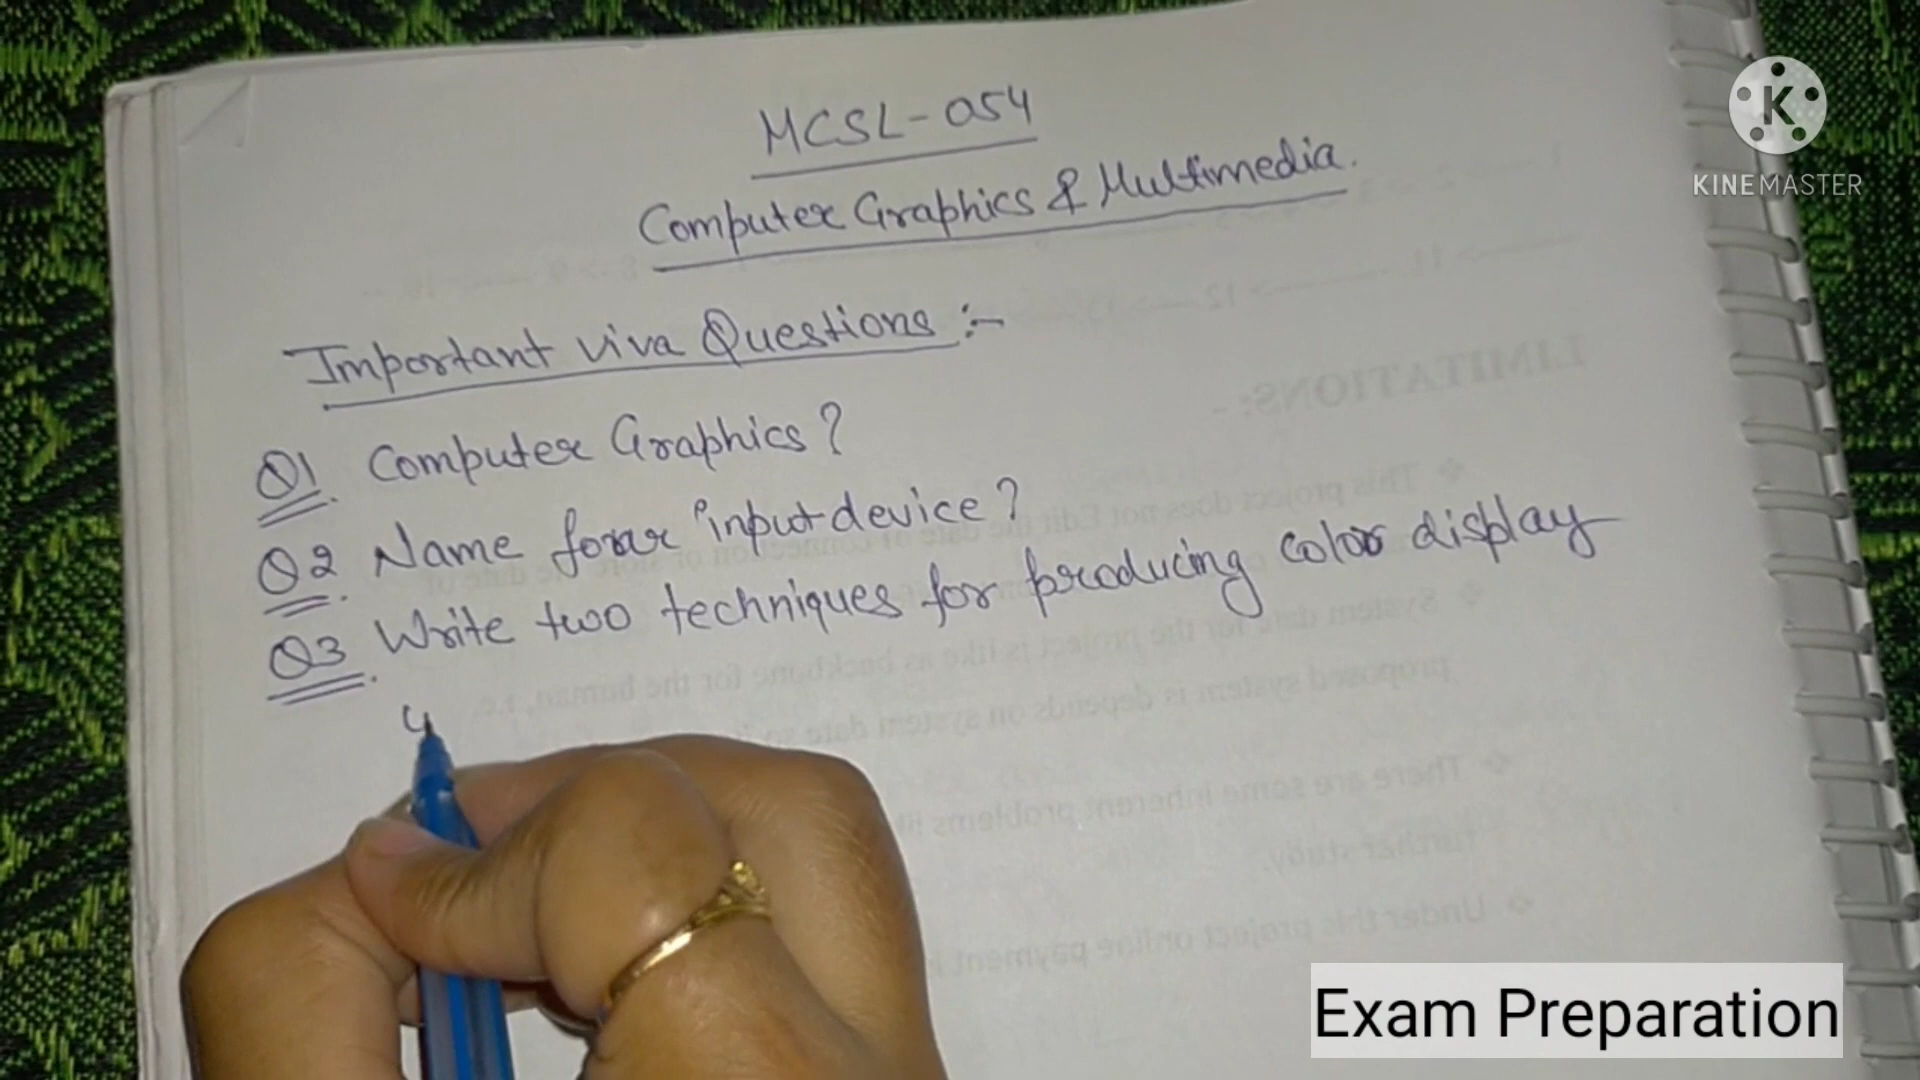 MCSL-054
Computer Graphics & Multimedia.
KINEMASTER
Important Viva Questions :-
LIMITATIONS: -
Q1. Computer Graphics?
Q2. Name four input device?
Q3. Write two techniques for producing color display
Exam Preparation